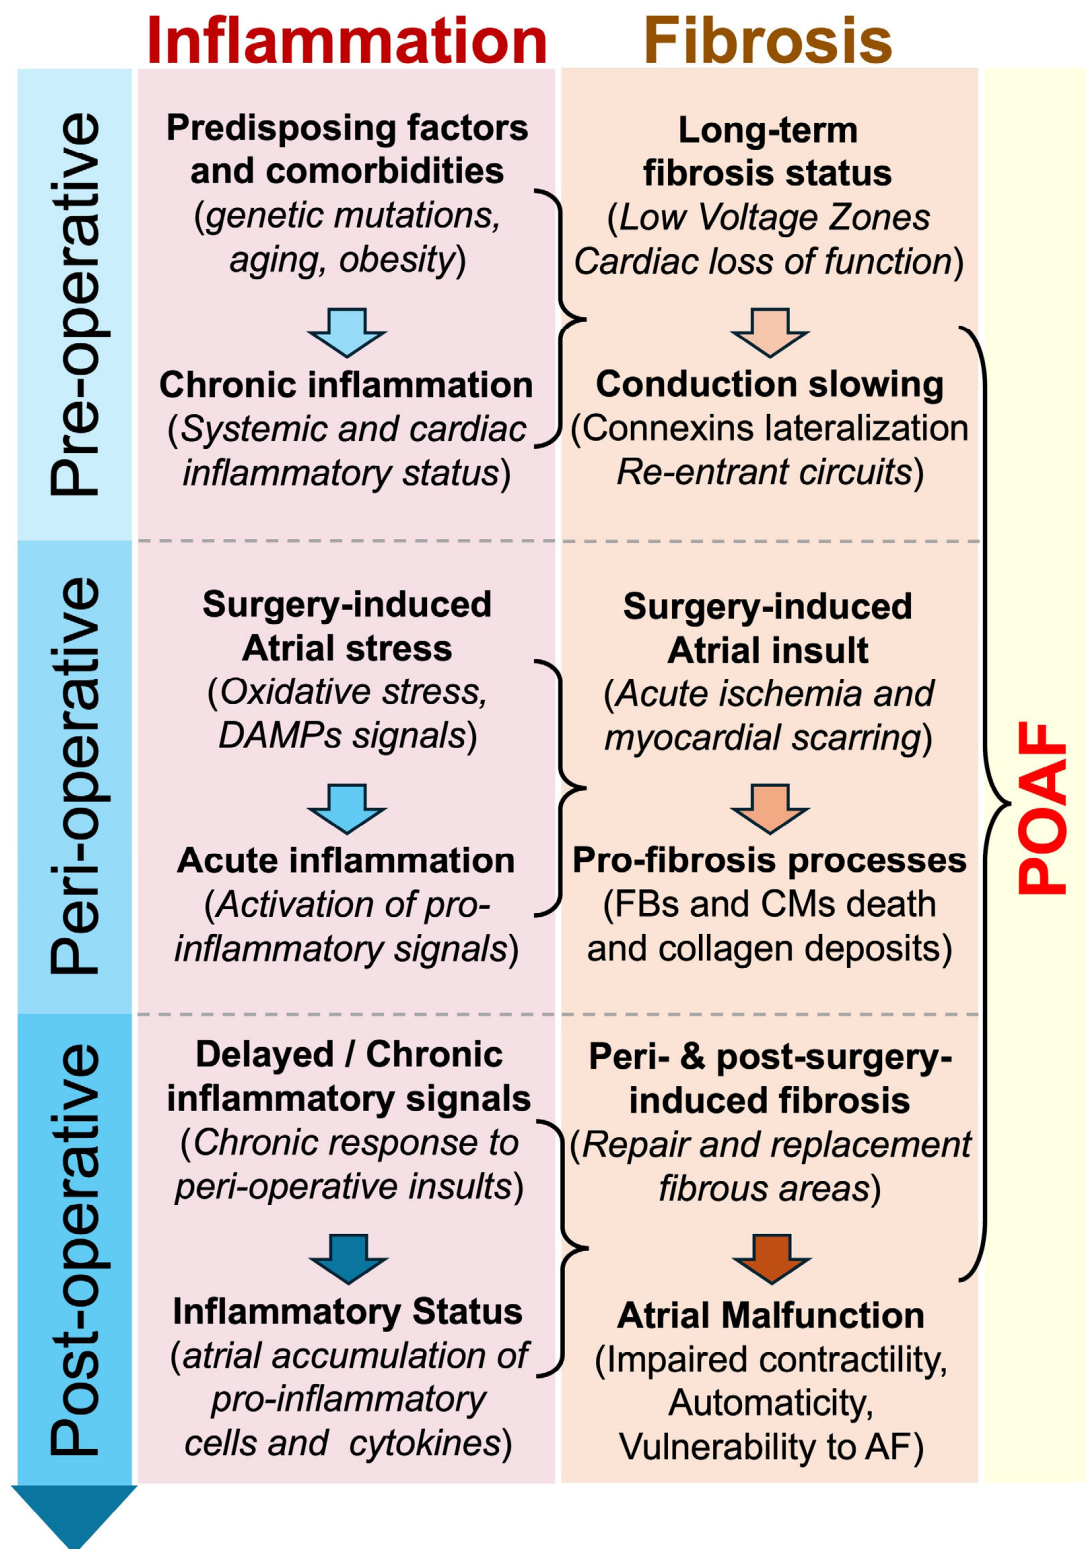 Inflammation
Fibrosis
Pre-operative
Predisposing factors
and comorbidities
(genetic mutations,
aging, obesity)
Chronic inflammation
(Systemic and cardiac
inflammatory status)
Long-term
fibrosis status
(Low Voltage Zones
Cardiac loss of function)
Conduction slowing
(Connexins lateralization
Re-entrant circuits)
Peri-operative
Surgery-induced
Atrial stress
(Oxidative stress,
DAMPs signals)
Acute inflammation
(Activation of pro-
inflammatory signals)
Surgery-induced
Atrial insult
(Acute ischemia and
myocardial scarring)
Pro-fibrosis processes
(FBs and CMs death
and collagen deposits)
Post-operative
Delayed / Chronic
inflammatory signals
(Chronic response to
peri-operative insults)
Inflammatory Status
(atrial accumulation of
pro-inflammatory
cells and  cytokines)
Peri- & post-surgery-
induced fibrosis
(Repair and replacement
fibrous areas)
Atrial Malfunction
(Impaired contractility,
Automaticity,
Vulnerability to AF)
POAF